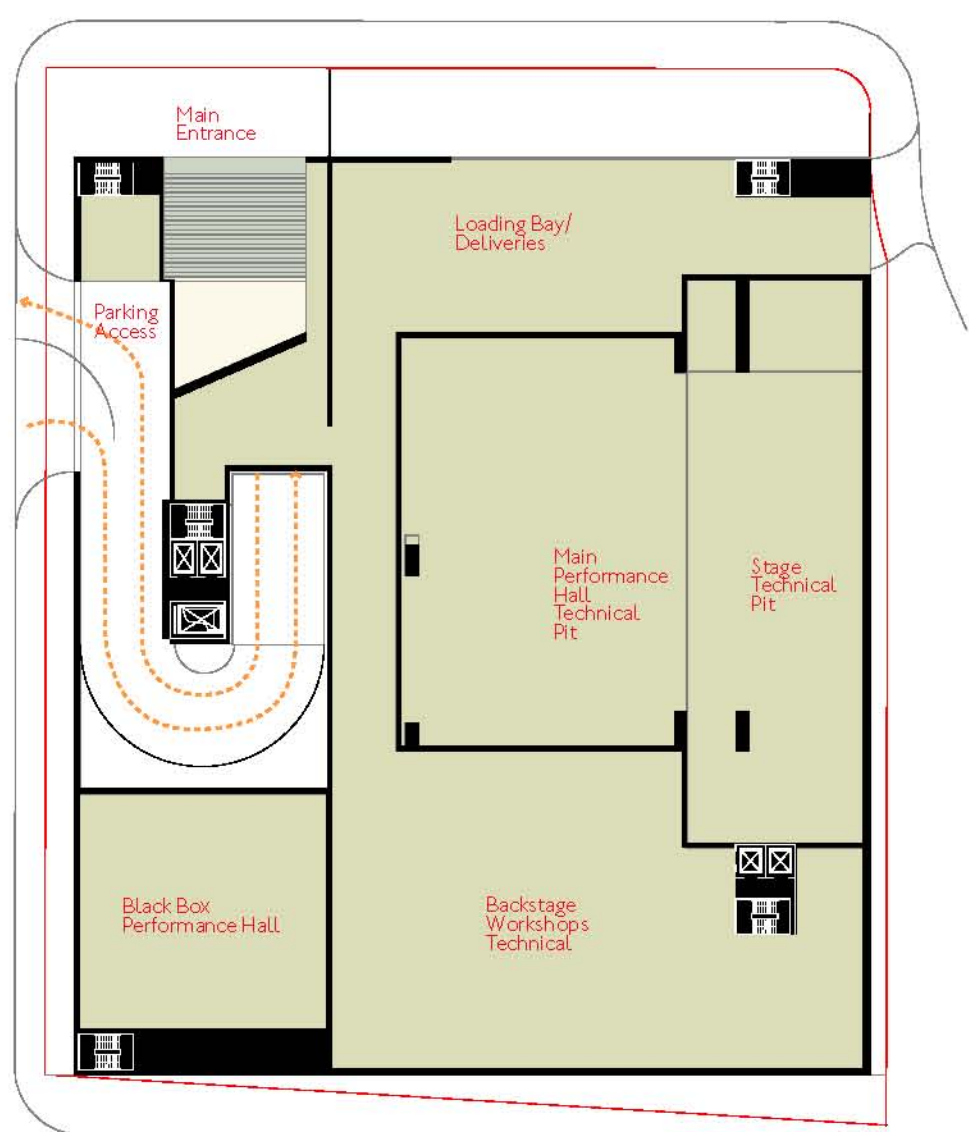 Main
Entrance
Loading Bay/
Deliveries
Parking
Access
Main
Performance
Hall
Technical
Pit
Stage
Technical
Pit
Black Box
Performance Hall
Backstage
Workshops
Technical